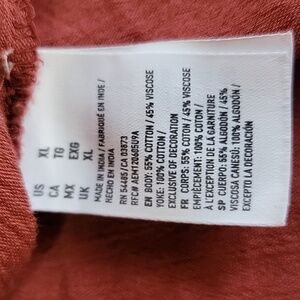 US XL
CA TG
MX EXG
UK XL
MADE IN INDIA / FABRIQUÉ EN INDE /
HECHO EN INDIA
RN 54485/CA 13873
RFC# AEM12060509A
EN BODY: 55% COTTON / 45% VISCOSE
YOKE: 100% COTTON /
EXCLUSIVE OF DECORATION
FR CORPS: 55% COTON / 45% VISCOSE
EMPIÈCEMENT: 100% COTON /
À L'EXCEPTION DE LA GARNITURE
SP CUERPO: 55% ALGODÓN / 45%
VISCOSA CANESÚ: 100% ALGODÓN /
EXCEPTO LA DECORACIÓN